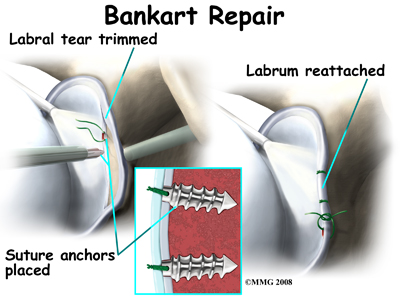 Bankart Repair
Labral tear trimmed
Labrum reattached
Suture anchors
placed
©MMG 2008